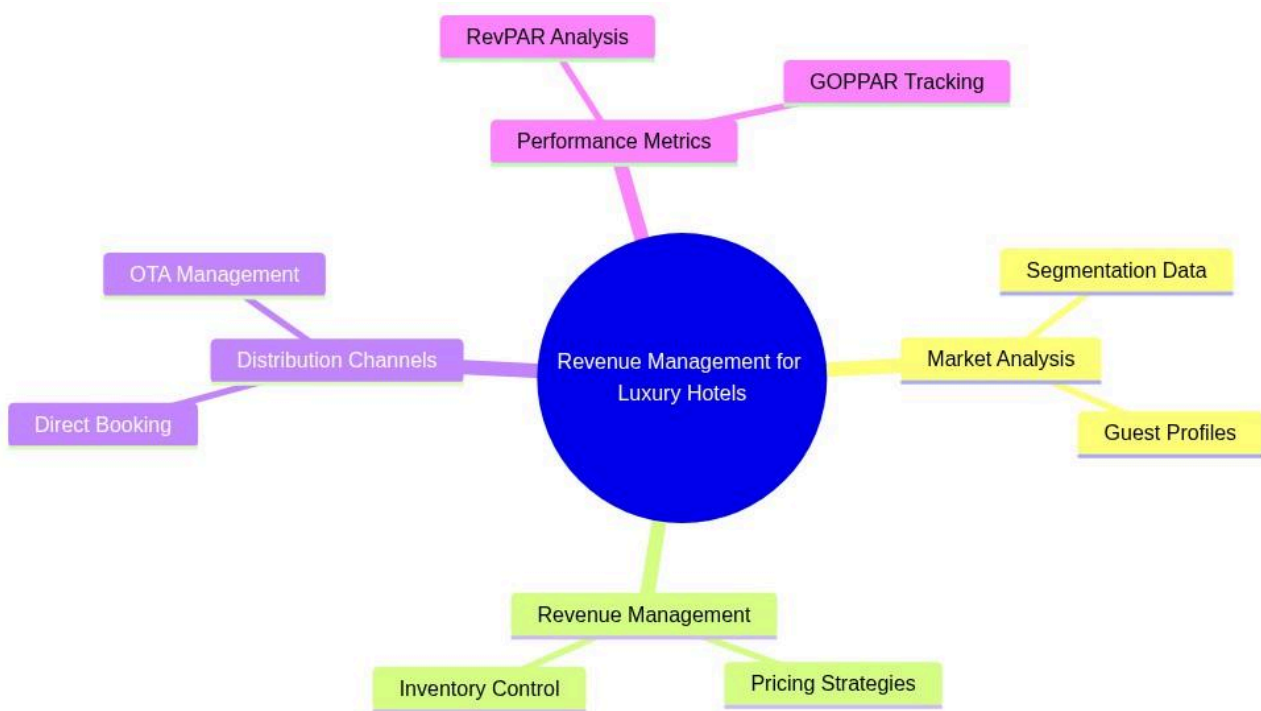 RevPAR Analysis
GOPPAR Tracking
Performance Metrics
OTA Management
Segmentation Data
Distribution Channels
Revenue Management for
Luxury Hotels
Market Analysis
Direct Booking
Guest Profiles
Revenue Management
Inventory Control
Pricing Strategies